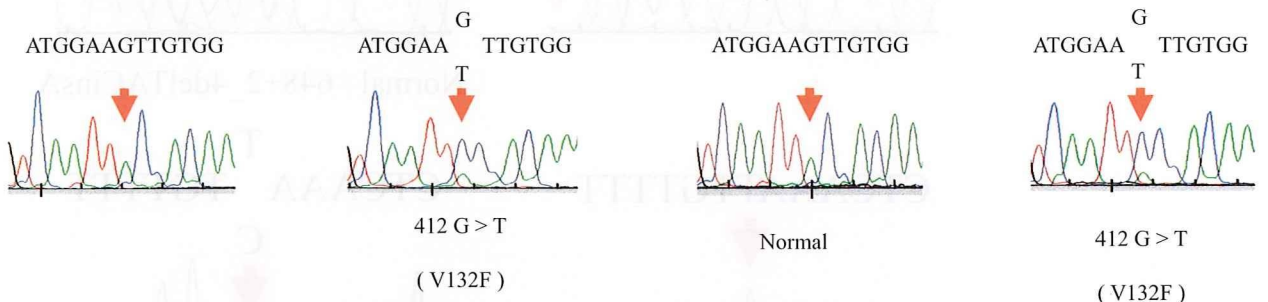 ATGGAAGTTGTGG
G
ATGGAA TTGTGG
T
412 G > T
( V132F )
ATGGAAGTTGTGG
Normal
G
ATGGAA TTGTGG
T
412 G > T
( V132F )